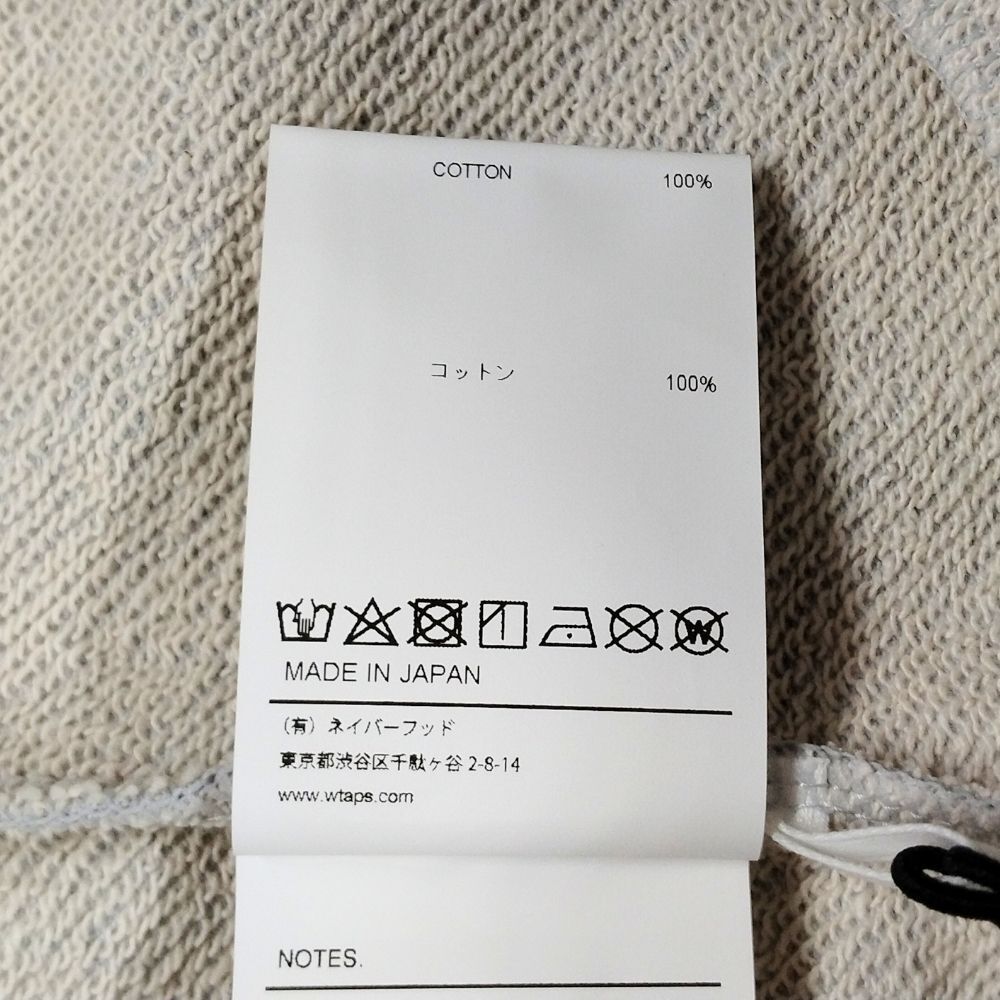 COTTON 100%
コットン 100%
MADE IN JAPAN
（有）ネイバーフッド
東京都渋谷区千駄ヶ谷 2-8-14
www.wtaps.com
NOTES.